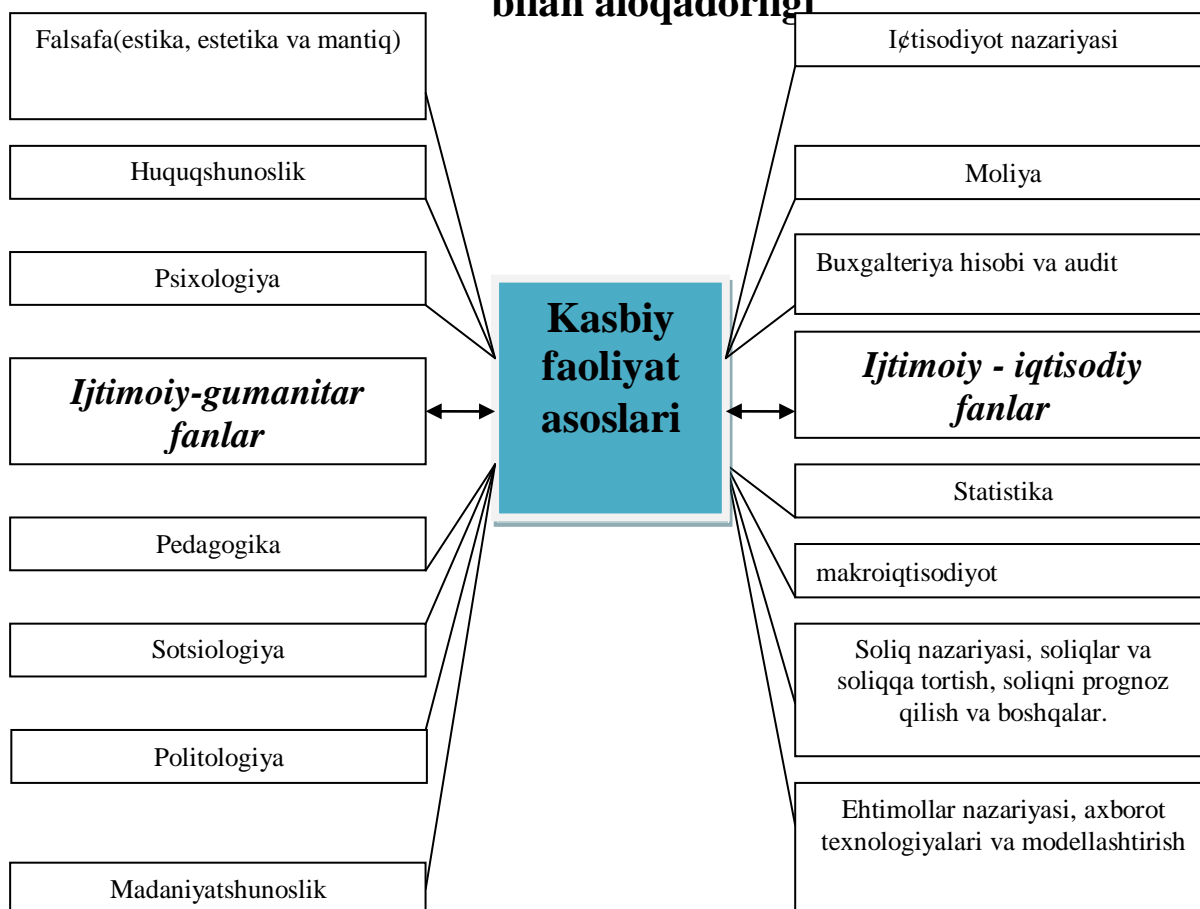 bilan aloqadorligi
Falsafa(estika, estetika va mantiq)
Huquqshunoslik
Psixologiya
Ijtimoiy-gumanitar
fanlar
Pedagogika
Sotsiologiya
Politologiya
Madaniyatshunoslik
Kasbiy
faoliyat
asoslari
I¢tisodiyot nazariyasi
Moliya
Buxgalteriya hisobi va audit
Ijtimoiy - iqtisodiy
fanlar
Statistika
makroiqtisodiyot
Soliq nazariyasi, soliqlar va
soliqqa tortish, soliqni prognoz
qilish va boshqalar.
Ehtimollar nazariyasi, axborot
texnologiyalari va modellashtirish